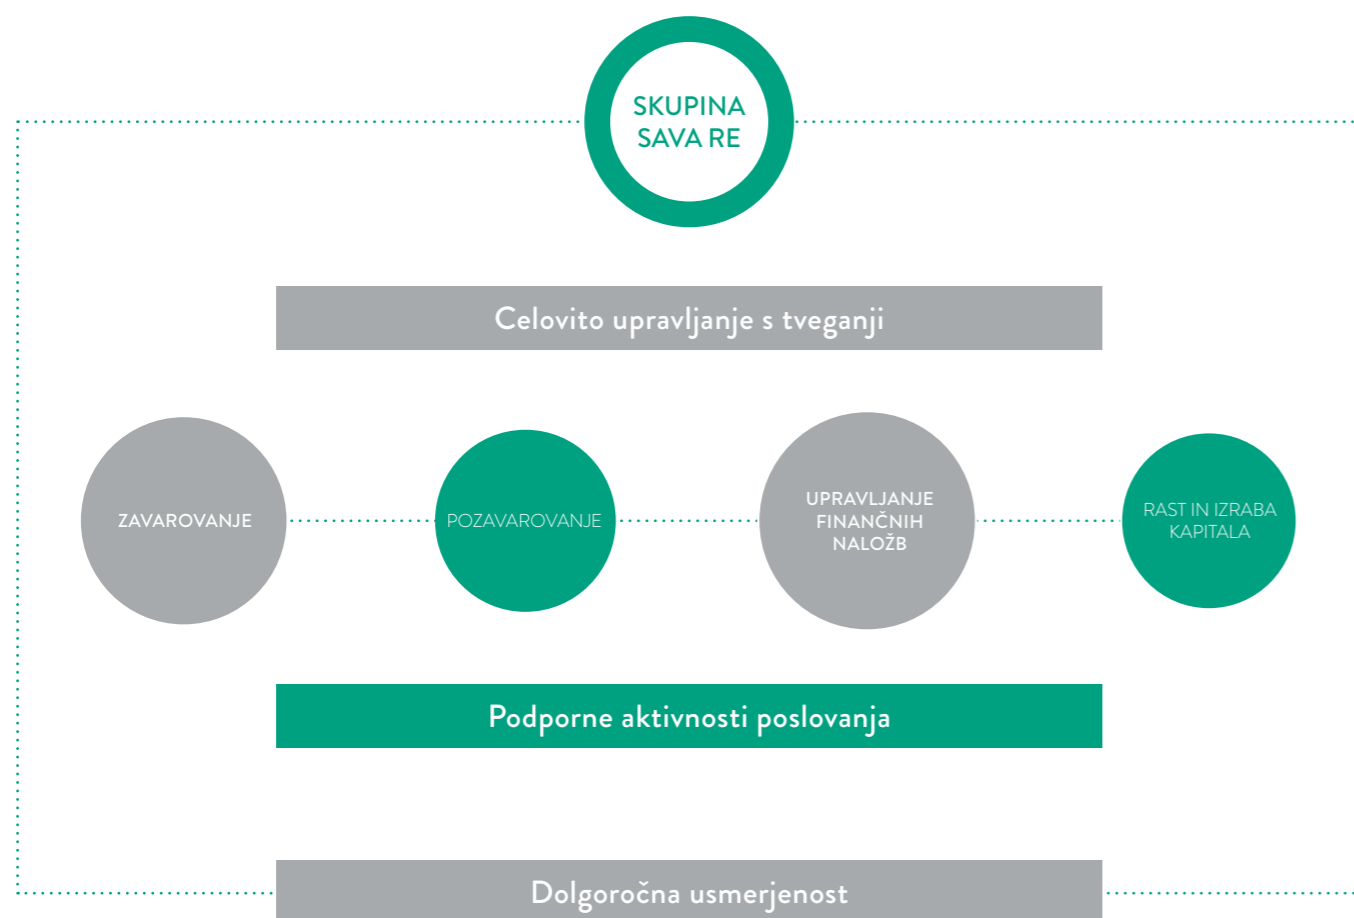 SKUPINA
SAVA RE
Celovito upravljanje s tveganji
ZAVAROVANJE
POZAVAROVANJE
UPRAVLJANJE
FINANČNIH
NALOŽB
RAST IN IZRABA
KAPITALA
Podporne aktivnosti poslovanja
Dolgoročna usmerjenost